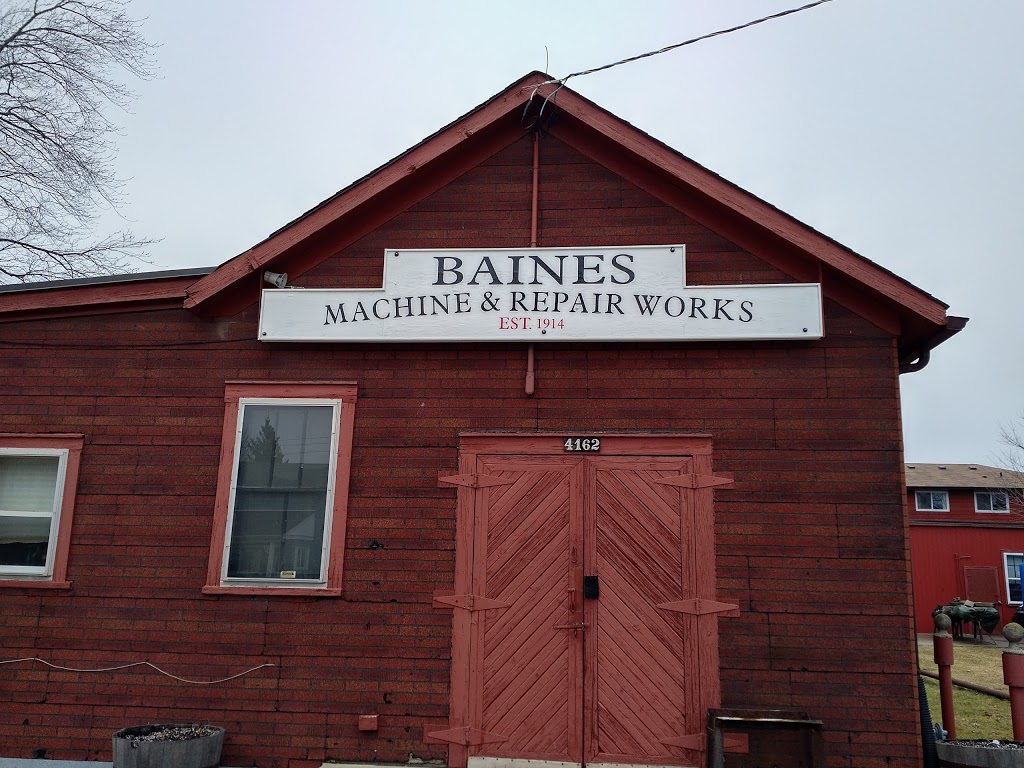 BAINES
MACHINE & REPAIR WORKS
EST. 1914
4162